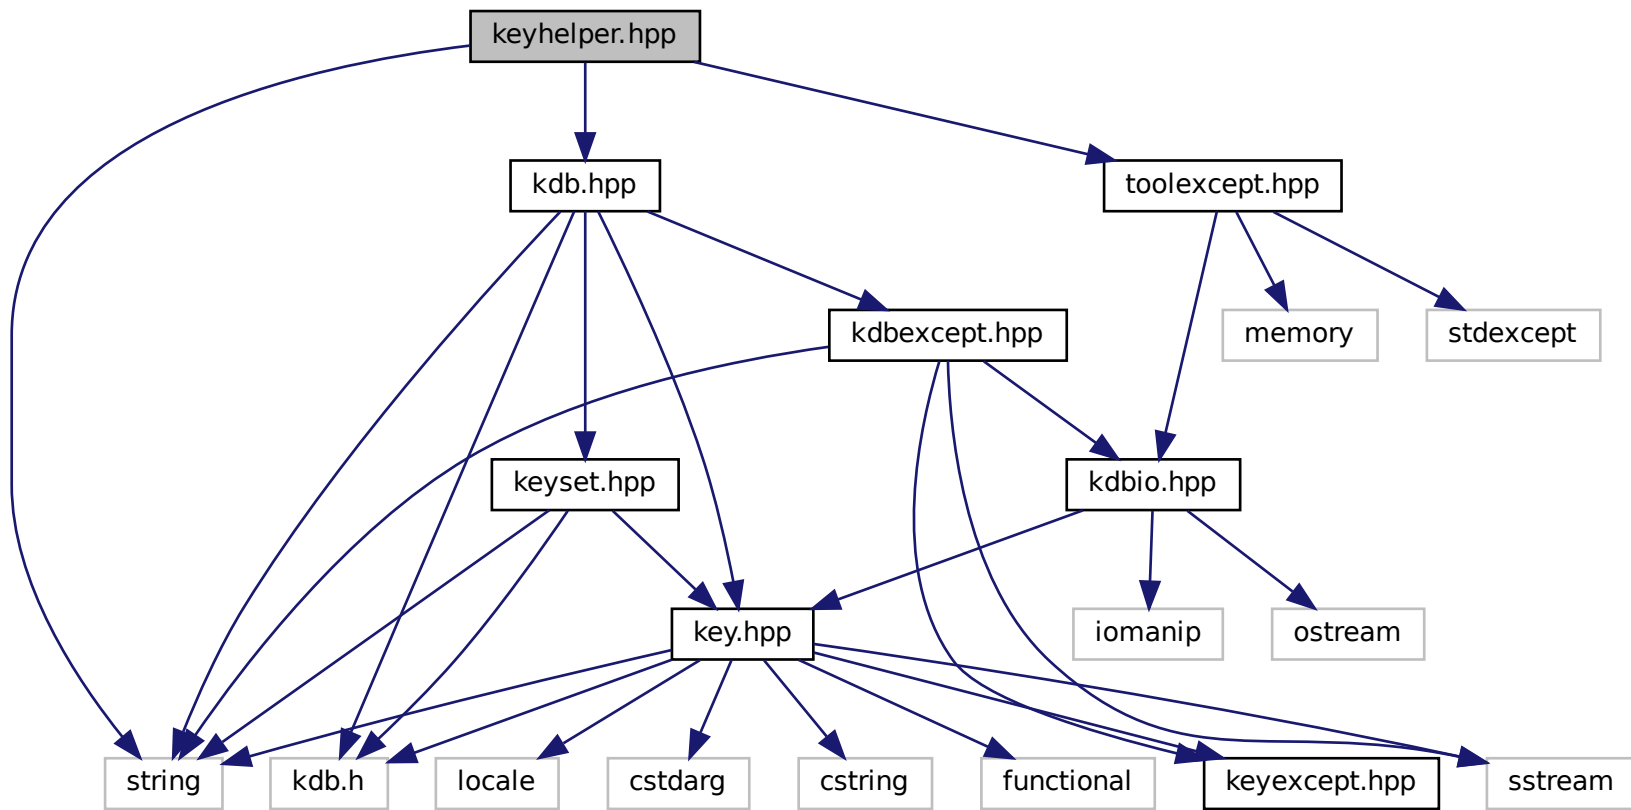 keyhelper.hpp
kdb.hpp
toolexcept.hpp
kdbexcept.hpp
memory
stdexcept
keyset.hpp
kdbio.hpp
key.hpp
iomanip
ostream
string
kdb.h
locale
cstdarg
cstring
functional
keyexcept.hpp
sstream